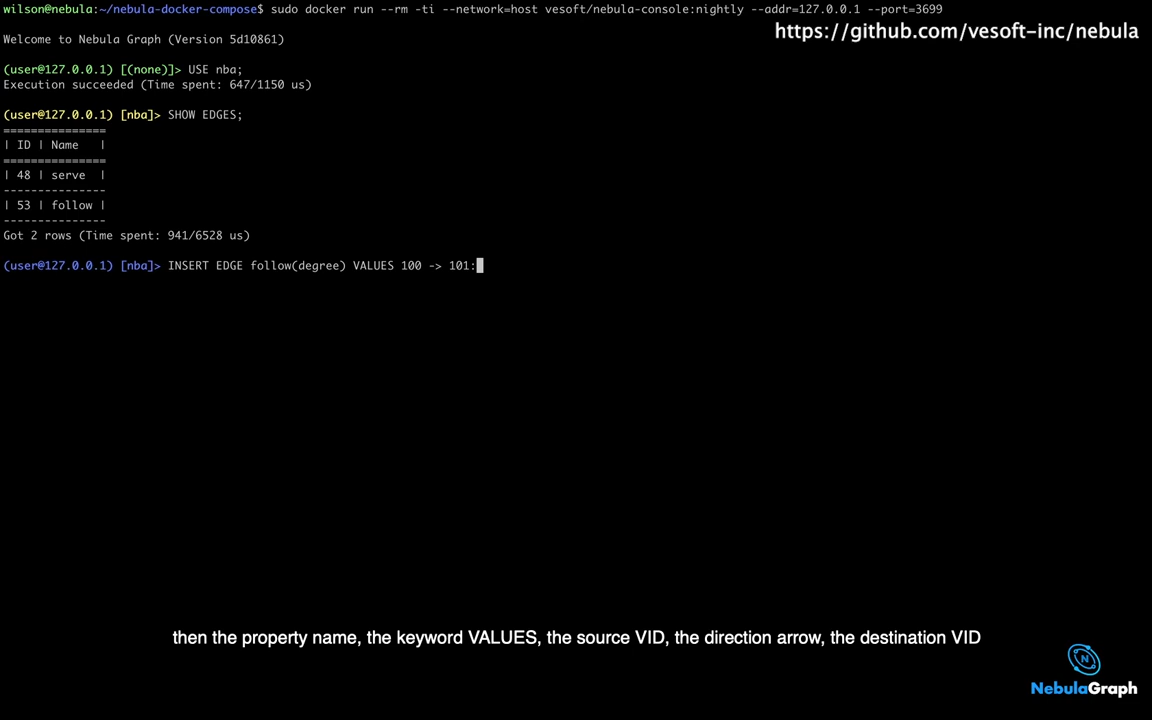 wilson@nebula:~/nebula-docker-compose$ sudo docker run --rm -ti --network=host vesoft/nebula-console:nightly --addr=127.0.0.1 --port=3699
https://github.com/vesoft-inc/nebula
Welcome to Nebula Graph (Version 5d10861)
(user@127.0.0.1) [(none)]> USE nba;
Execution succeeded (Time spent: 647/1150 us)
(user@127.0.0.1) [nba]> SHOW EDGES;
===============
| ID | Name   |
===============
| 48 | serve  |
---------------
| 53 | follow |
---------------
Got 2 rows (Time spent: 941/6528 us)
(user@127.0.0.1) [nba]> INSERT EDGE follow(degree) VALUES 100 -> 101:
then the property name, the keyword VALUES, the source VID, the direction arrow, the destination VID
N
NebulaGraph